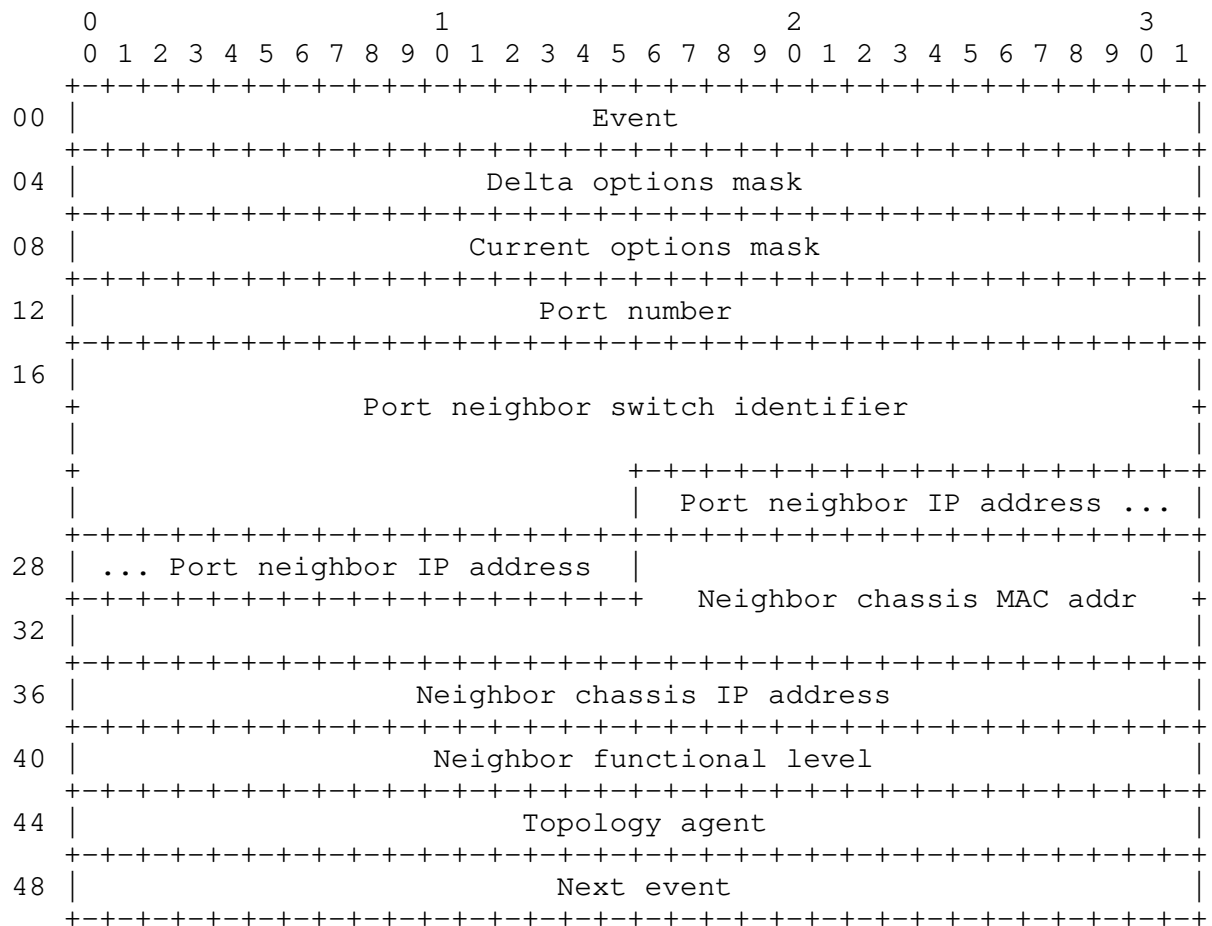 0 1 2 3
0 1 2 3 4 5 6 7 8 9 0 1 2 3 4 5 6 7 8 9 0 1 2 3 4 5 6 7 8 9 0 1
+-+-+-+-+-+-+-+-+-+-+-+-+-+-+-+-+-+-+-+-+-+-+-+-+-+-+-+-+-+-+-+-+
00 | Event |
+-+-+-+-+-+-+-+-+-+-+-+-+-+-+-+-+-+-+-+-+-+-+-+-+-+-+-+-+-+-+-+-+
04 | Delta options mask |
+-+-+-+-+-+-+-+-+-+-+-+-+-+-+-+-+-+-+-+-+-+-+-+-+-+-+-+-+-+-+-+-+
08 | Current options mask |
+-+-+-+-+-+-+-+-+-+-+-+-+-+-+-+-+-+-+-+-+-+-+-+-+-+-+-+-+-+-+-+-+
12 | Port number |
+-+-+-+-+-+-+-+-+-+-+-+-+-+-+-+-+-+-+-+-+-+-+-+-+-+-+-+-+-+-+-+-+
16 | |
+ Port neighbor switch identifier +
| |
+ +-+-+-+-+-+-+-+-+-+-+-+-+-+-+-+-+
| | Port neighbor IP address ... |
+-+-+-+-+-+-+-+-+-+-+-+-+-+-+-+-+-+-+-+-+-+-+-+-+-+-+-+-+-+-+-+-+
28 | ... Port neighbor IP address | |
+-+-+-+-+-+-+-+-+-+-+-+-+-+-+-+-+ Neighbor chassis MAC addr +
32 | |
+-+-+-+-+-+-+-+-+-+-+-+-+-+-+-+-+-+-+-+-+-+-+-+-+-+-+-+-+-+-+-+-+
36 | Neighbor chassis IP address |
+-+-+-+-+-+-+-+-+-+-+-+-+-+-+-+-+-+-+-+-+-+-+-+-+-+-+-+-+-+-+-+-+
40 | Neighbor functional level |
+-+-+-+-+-+-+-+-+-+-+-+-+-+-+-+-+-+-+-+-+-+-+-+-+-+-+-+-+-+-+-+-+
44 | Topology agent |
+-+-+-+-+-+-+-+-+-+-+-+-+-+-+-+-+-+-+-+-+-+-+-+-+-+-+-+-+-+-+-+-+
48 | Next event |
+-+-+-+-+-+-+-+-+-+-+-+-+-+-+-+-+-+-+-+-+-+-+-+-+-+-+-+-+-+-+-+-+